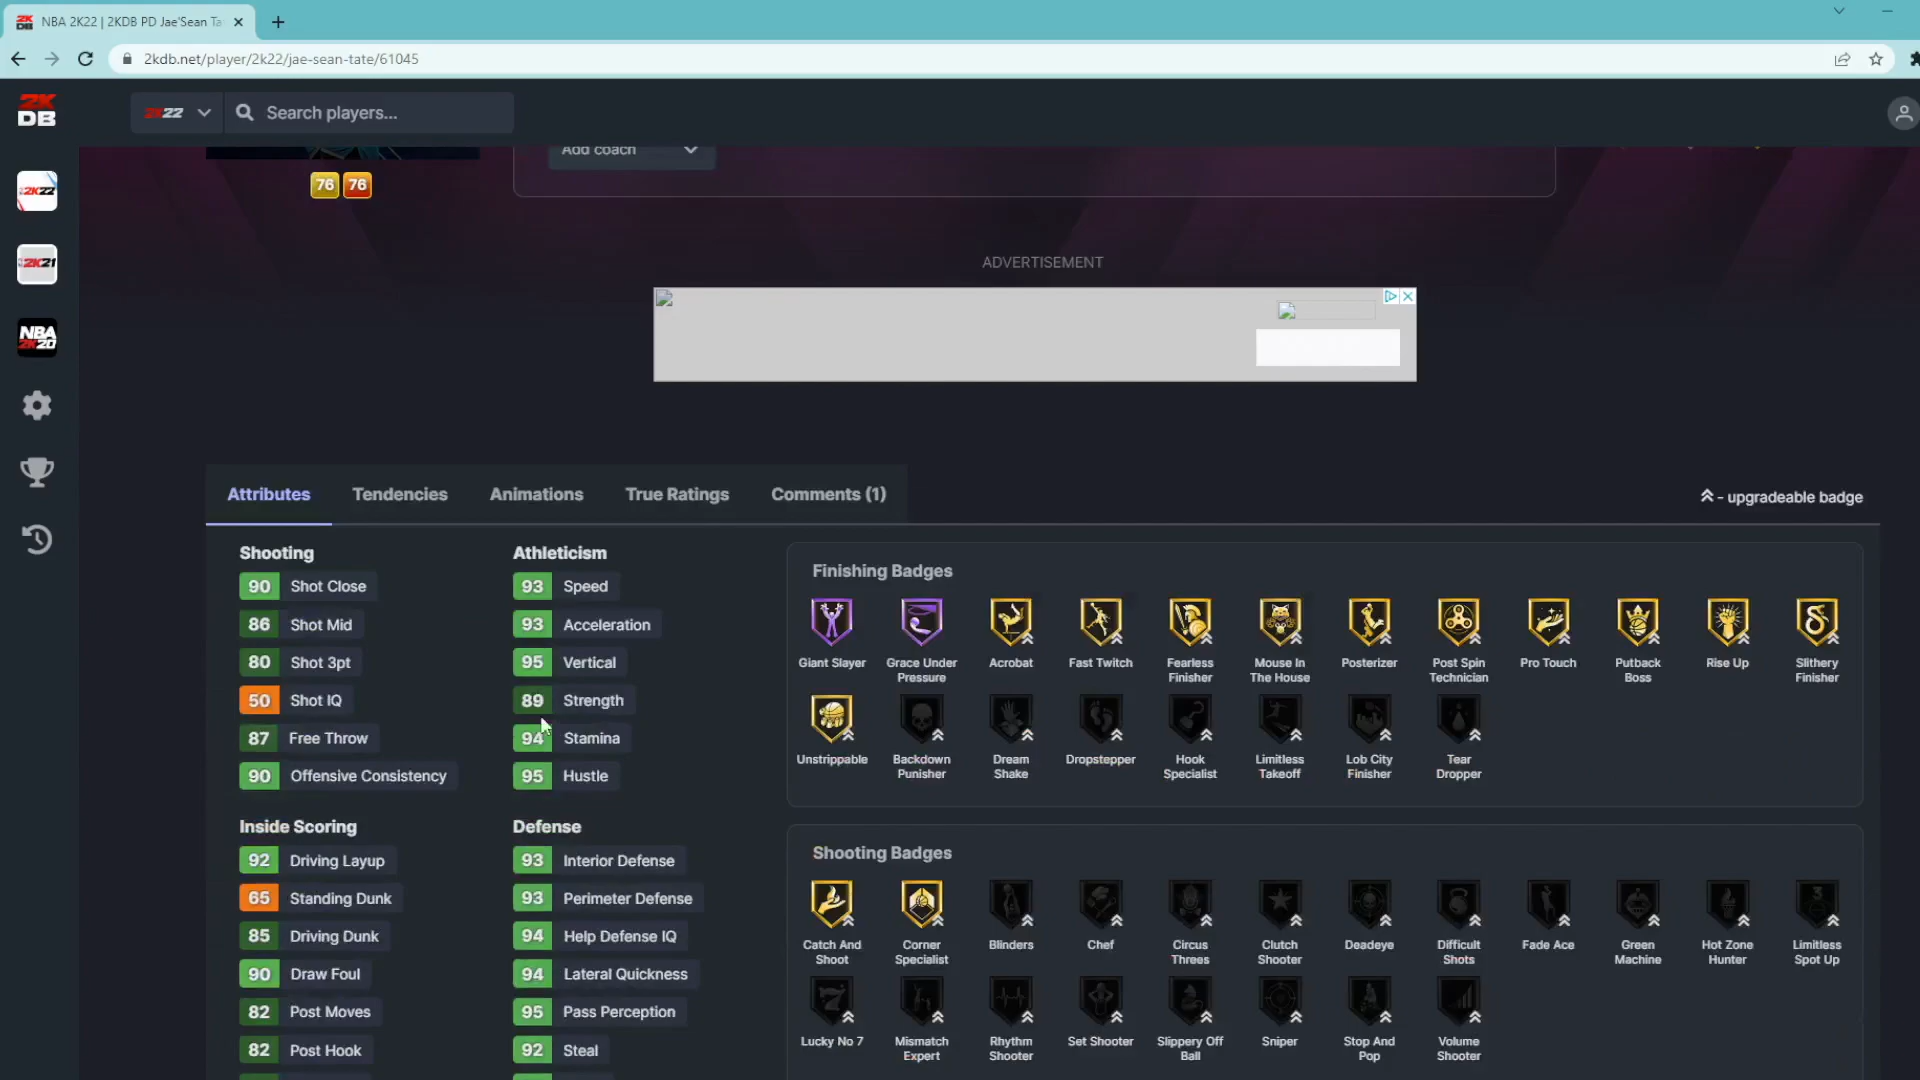 NBA 2K22 | 2KDB PD Jae'Sean Ta
2kdb.net/player/2k22/jae-sean-tate/61045
2K DB
2K22
Search players...
2K22
2K21
NBA 2K20
Add coach
76 76
ADVERTISEMENT
Attributes
Tendencies
Animations
True Ratings
Comments (1)
- upgradeable badge
Shooting
90 Shot Close
86 Shot Mid
80 Shot 3pt
50 Shot IQ
87 Free Throw
90 Offensive Consistency
Athleticism
93 Speed
93 Acceleration
95 Vertical
89 Strength
94 Stamina
95 Hustle
Inside Scoring
92 Driving Layup
65 Standing Dunk
85 Driving Dunk
90 Draw Foul
82 Post Moves
82 Post Hook
Defense
93 Interior Defense
93 Perimeter Defense
94 Help Defense IQ
94 Lateral Quickness
95 Pass Perception
92 Steal
Finishing Badges
Giant Slayer
Grace Under Pressure
Acrobat
Fast Twitch
Fearless Finisher
Mouse In The House
Posterizer
Post Spin Technician
Pro Touch
Putback Boss
Rise Up
Slithery Finisher
Unstrippable
Backdown Punisher
Dream Shake
Dropstepper
Hook Specialist
Limitless Takeoff
Lob City Finisher
Tear Dropper
Shooting Badges
Catch And Shoot
Corner Specialist
Blinders
Chef
Circus Threes
Clutch Shooter
Deadeye
Difficult Shots
Fade Ace
Green Machine
Hot Zone Hunter
Limitless Spot Up
Lucky No 7
Mismatch Expert
Rhythm Shooter
Set Shooter
Slippery Off Ball
Sniper
Stop And Pop
Volume Shooter